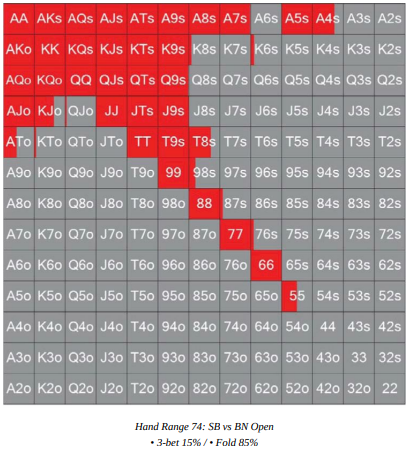 AA AKs AQs AJs ATs A9s A8s A7s A6s A5s A4s A3s A2s
AKo KK KQs KJs KTs K9s K8s K7s K6s K5s K4s K3s K2s
AQo KQo QQ QJs QTs Q9s Q8s Q7s Q6s Q5s Q4s Q3s Q2s
AJo KJo QJo JJ JTs J9s J8s J7s J6s J5s J4s J3s J2s
ATo KTo QTo JTo TT T9s T8s T7s T6s T5s T4s T3s T2s
A9o K9o Q9o J9o T9o 99 98s 97s 96s 95s 94s 93s 92s
A8o K8o Q8o J8o T8o 98o 88 87s 86s 85s 84s 83s 82s
A7o K7o Q7o J7o T7o 97o 87o 77 76s 75s 74s 73s 72s
A6o K6o Q6o J6o T6o 96o 86o 76o 66 65s 64s 63s 62s
A5o K5o Q5o J5o T5o 95o 85o 75o 65o 55 54s 53s 52s
A4o K4o Q4o J4o T4o 94o 84o 74o 64o 54o 44 43s 42s
A3o K3o Q3o J3o T3o 93o 83o 73o 63o 53o 43o 33 32s
A2o K2o Q2o J2o T2o 92o 82o 72o 62o 52o 42o 32o 22
Hand Range 74: SB vs BN Open
• 3-bet 15% / • Fold 85%